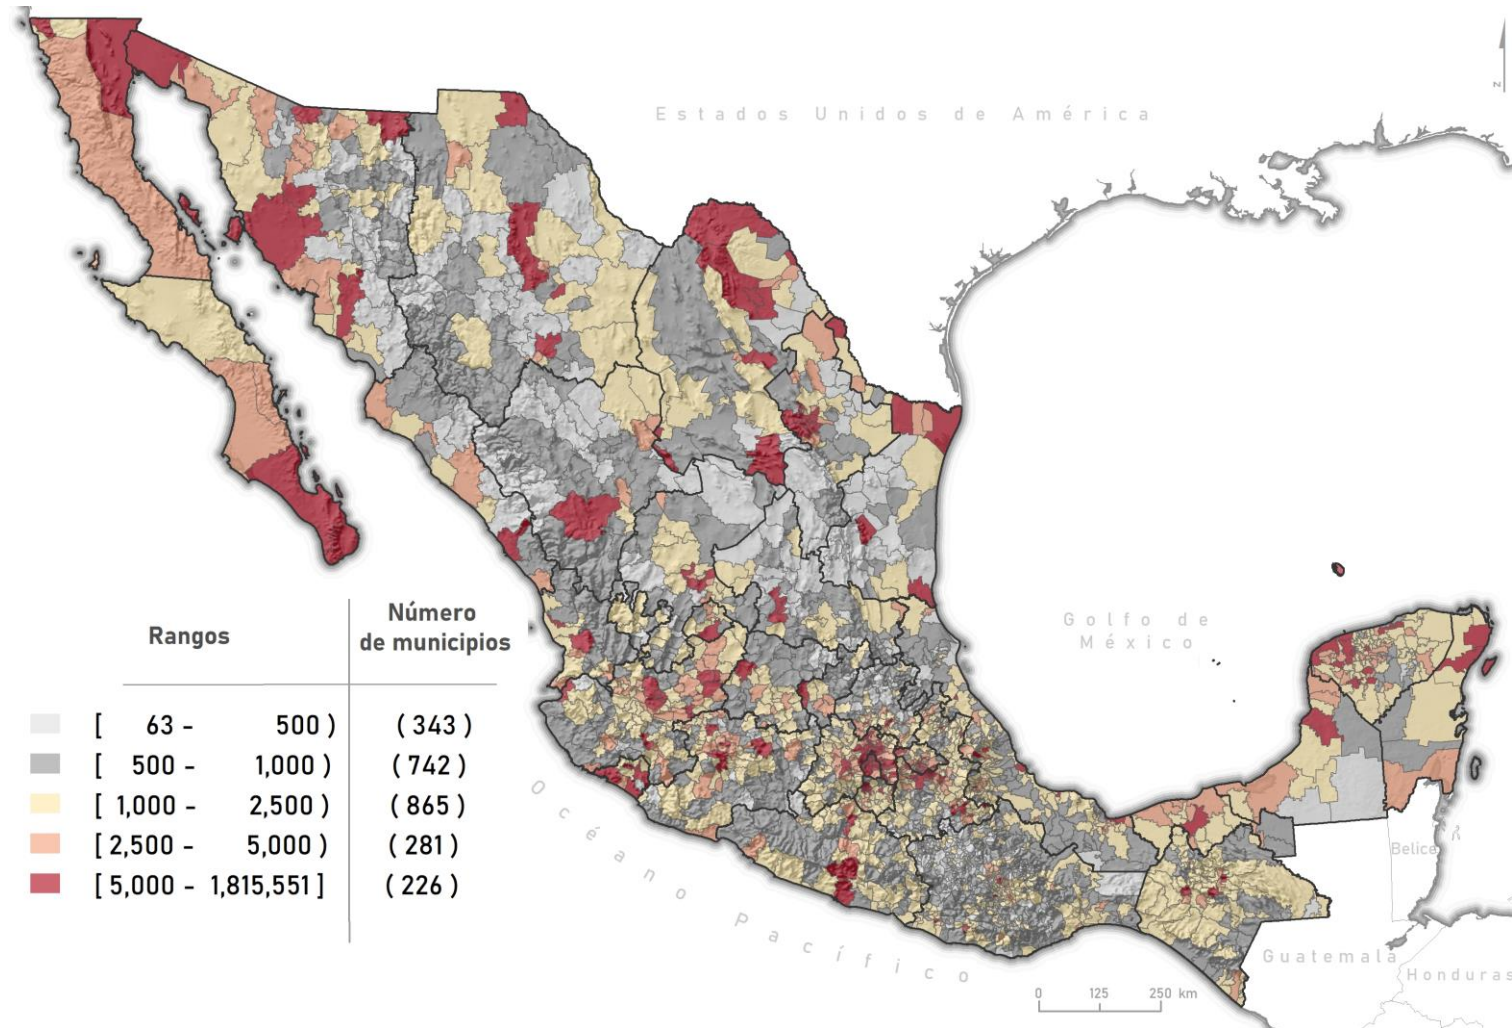 N
Estados Unidos de América
Golfo de
México
Océano Pacífico
Belice
Guatemala
Honduras
0 125 250 km
Rangos
Número
de municipios
[ 63 - 500 ) ( 343 )
[ 500 - 1,000 ) ( 742 )
[ 1,000 - 2,500 ) ( 865 )
[ 2,500 - 5,000 ) ( 281 )
[ 5,000 - 1,815,551 ] ( 226 )